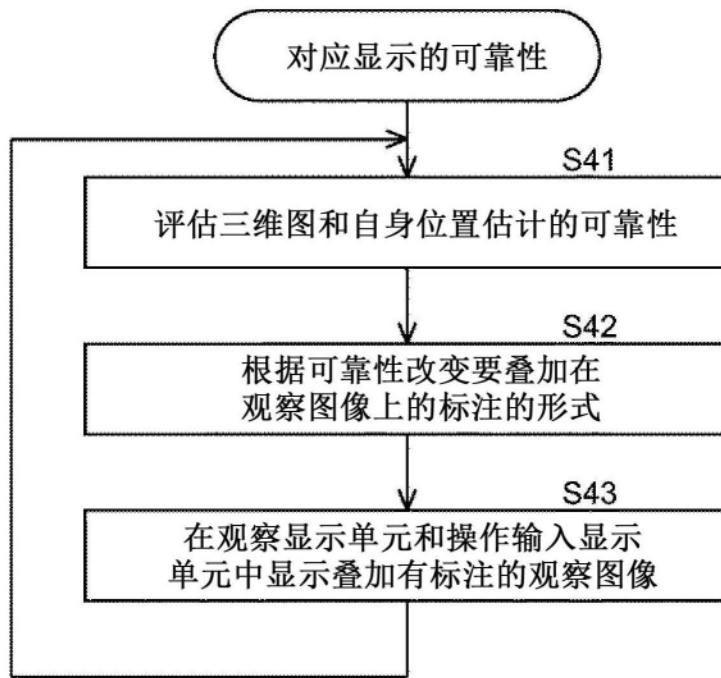 对应显示的可靠性
S41
评估三维图和自身位置估计的可靠性
S42
根据可靠性改变要叠加在
观察图像上的标注的形式
S43
在观察显示单元和操作输入显示
单元中显示叠加有标注的观察图像